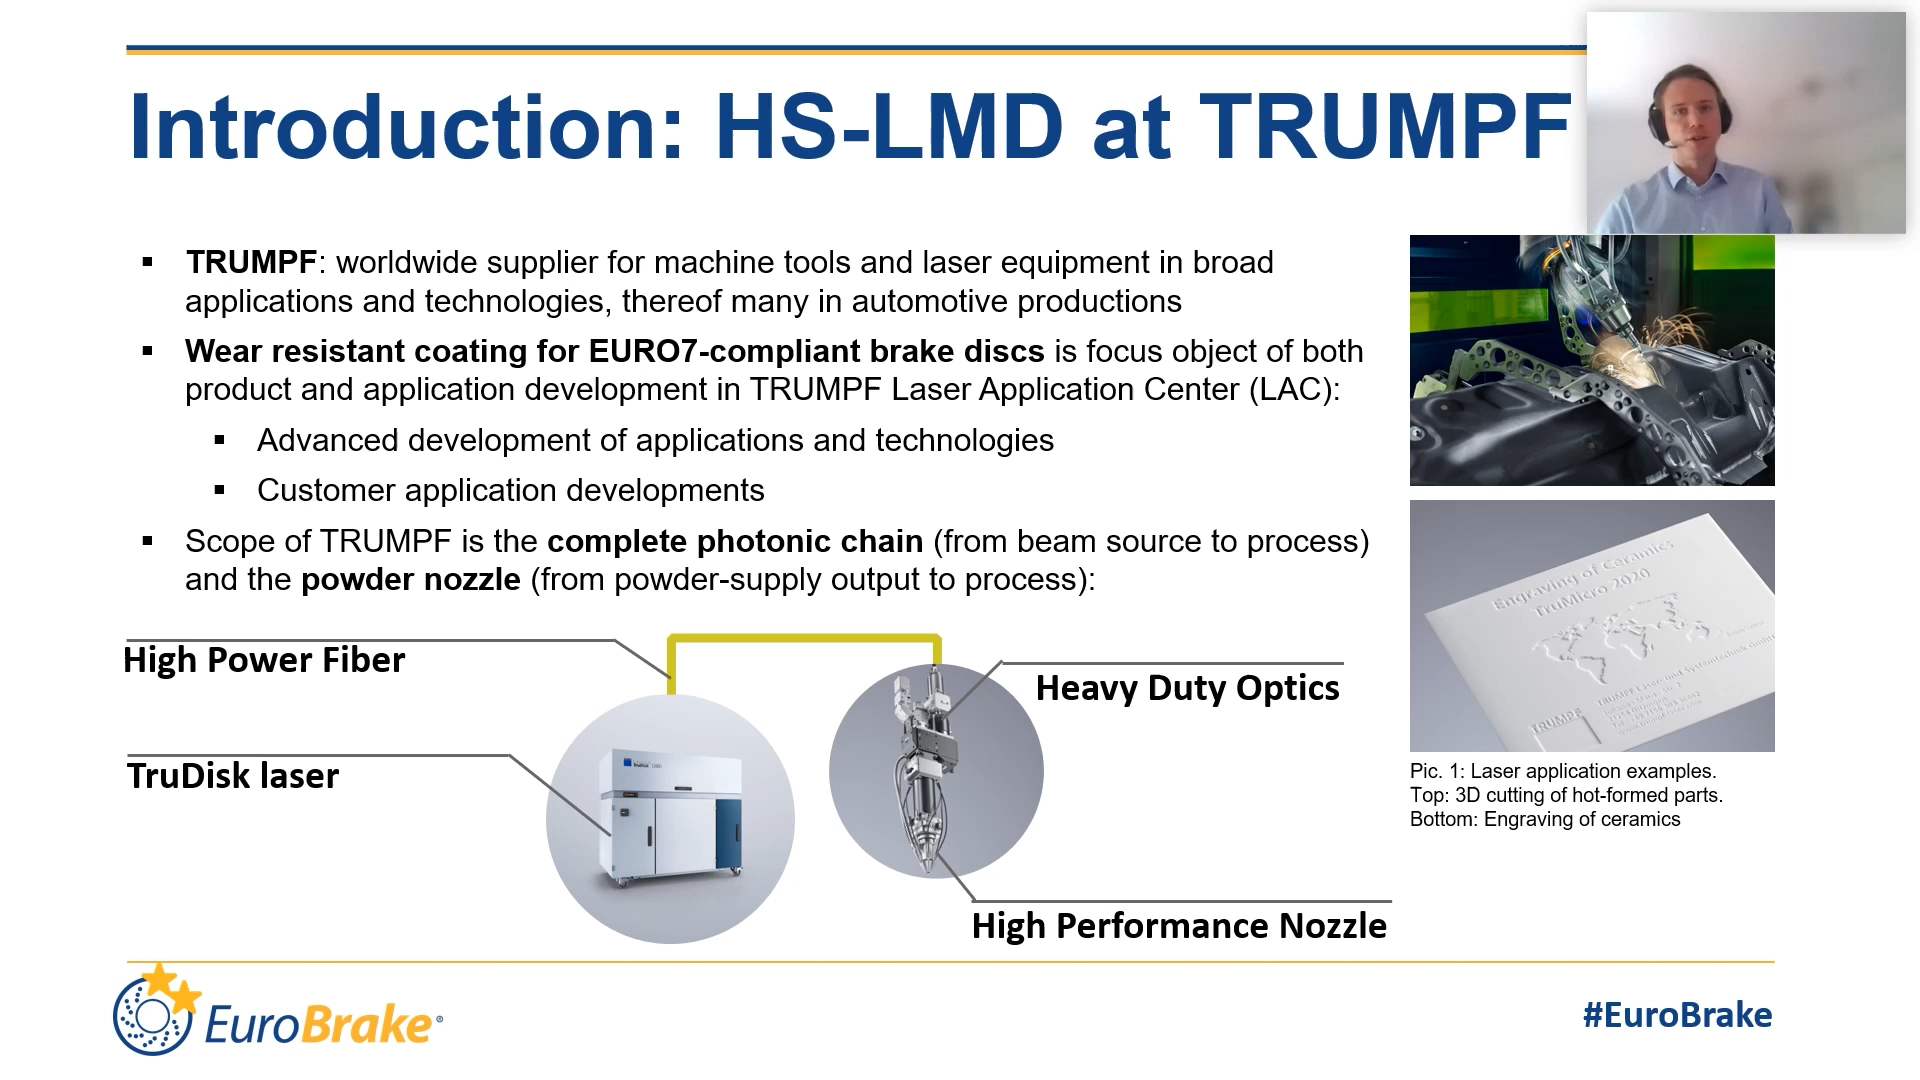 Introduction: HS-LMD at TRUMPF
▪ TRUMPF: worldwide supplier for machine tools and laser equipment in broad
applications and technologies, thereof many in automotive productions
▪ Wear resistant coating for EURO7-compliant brake discs is focus object of both
product and application development in TRUMPF Laser Application Center (LAC):
▪ Advanced development of applications and technologies
▪ Customer application developments
▪ Scope of TRUMPF is the complete photonic chain (from beam source to process)
and the powder nozzle (from powder-supply output to process):
High Power Fiber
TruDisk laser
Heavy Duty Optics
High Performance Nozzle
Engraving of Ceramics
TruMicro 2020
TRUMPF Laser und Systemtechnik
TRUMPF
Pic. 1: Laser application examples.
Top: 3D cutting of hot-formed parts.
Bottom: Engraving of ceramics
EuroBrake®
#EuroBrake